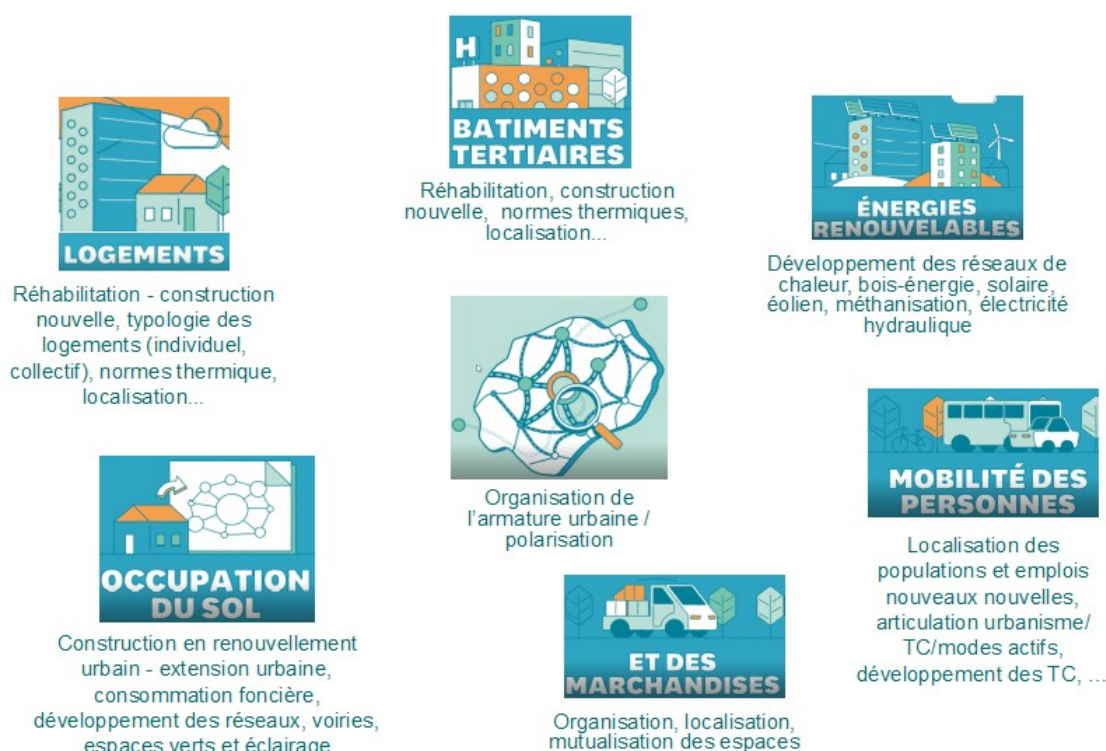 H
BATIMENTS
TERTIAIRES
Réhabilitation, construction
nouvelle, normes thermiques,
localisation...
LOGEMENTS
Réhabilitation - construction
nouvelle, typologie des
logements (individuel,
collectif), normes thermique,
localisation...
ÉNERGIES
RENOUVELABLES
Développement des réseaux de
chaleur, bois-énergie, solaire,
éolien, méthanisation, électricité
hydraulique
Organisation de
l'armature urbaine /
polarisation
MOBILITÉ DES
PERSONNES
Localisation des
populations et emplois
nouveaux nouvelles,
articulation urbanisme/
TC/modes actifs,
développement des TC, ...
OCCUPATION
DU SOL
Construction en renouvellement
urbain - extension urbaine,
consommation foncière,
développement des réseaux, voiries,
espaces verts et éclairage
ET DES
MARCHANDISES
Organisation, localisation,
mutualisation des espaces